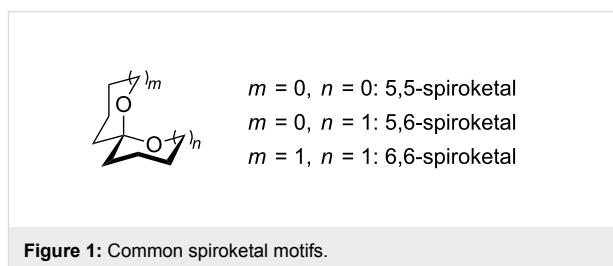 O
( )m
O
( )n
m = 0, n = 0: 5,5-spiroketal
m = 0, n = 1: 5,6-spiroketal
m = 1, n = 1: 6,6-spiroketal
Figure 1: Common spiroketal motifs.